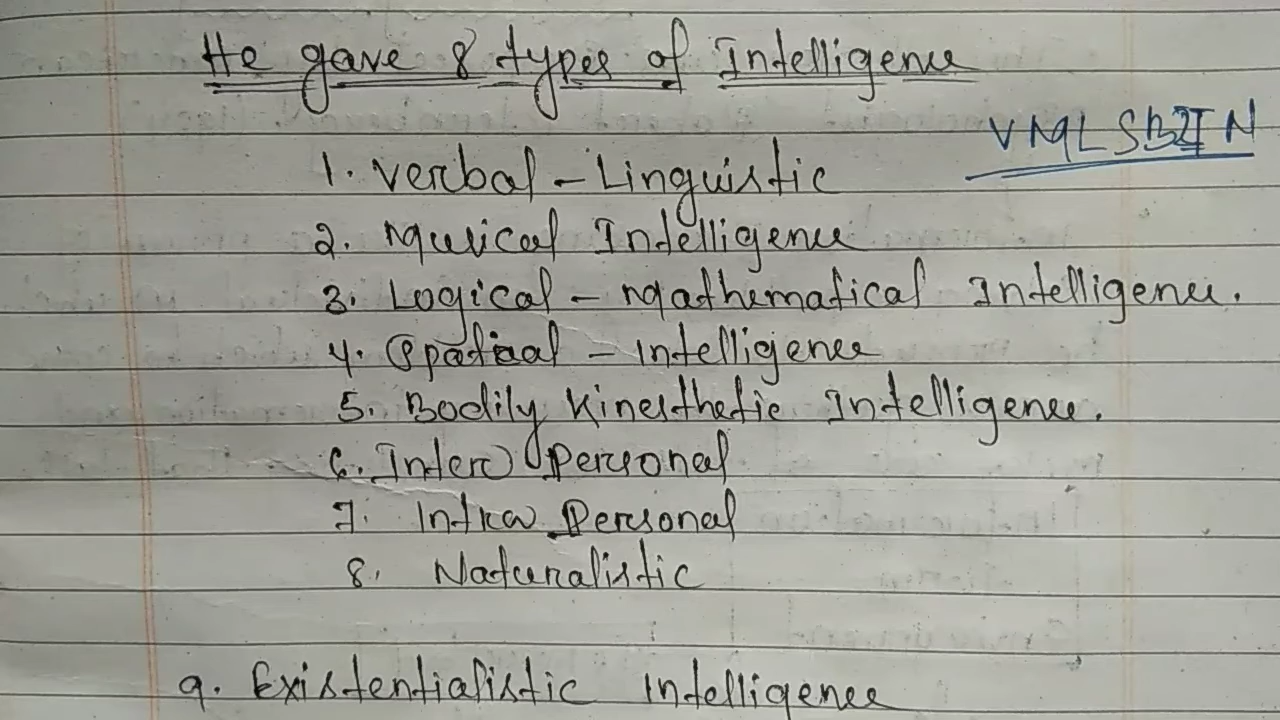 He gave 8 types of Intelligence
VMLSB2IN
1. Verbal - Linguistic
2. Musical Intelligence
3. Logical - Mathematical Intelligence.
4. Spatial - Intelligence
5. Bodily Kinesthetic Intelligence.
6. Inter Personal
7. Intra Personal
8. Naturalistic
9. Existentialistic Intelligence